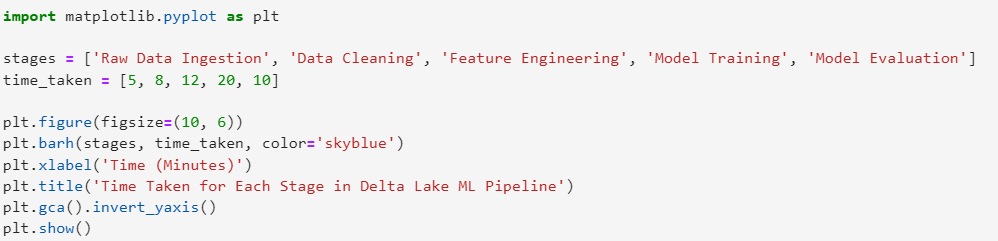 import matplotlib.pyplot as plt
stages = ['Raw Data Ingestion', 'Data Cleaning', 'Feature Engineering', 'Model Training', 'Model Evaluation']
time_taken = [5, 8, 12, 20, 10]
plt.figure(figsize=(10, 6))
plt.barh(stages, time_taken, color='skyblue')
plt.xlabel('Time (Minutes)')
plt.title('Time Taken for Each Stage in Delta Lake ML Pipeline')
plt.gca().invert_yaxis()
plt.show()